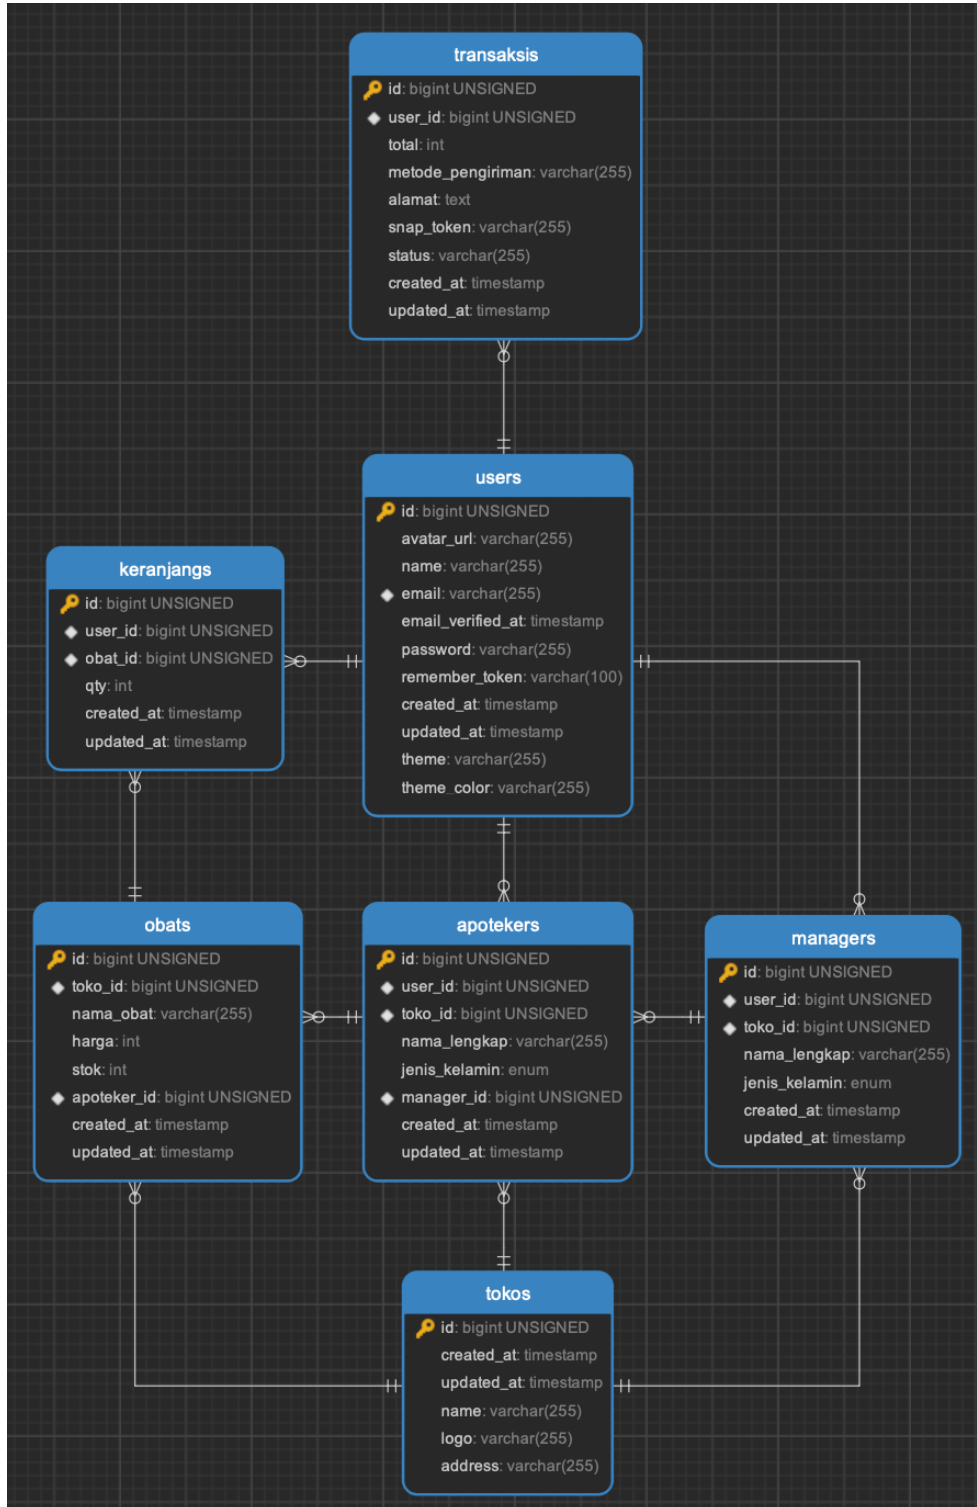 transaksis
id: bigint UNSIGNED
user_id: bigint UNSIGNED
total: int
metode_pengiriman: varchar(255)
alamat: text
snap_token: varchar(255)
status: varchar(255)
created_at: timestamp
updated_at: timestamp
users
id: bigint UNSIGNED
avatar_url: varchar(255)
name: varchar(255)
email: varchar(255)
email_verified_at: timestamp
password: varchar(255)
remember_token: varchar(100)
created_at: timestamp
updated_at: timestamp
theme: varchar(255)
theme_color: varchar(255)
keranjangs
id: bigint UNSIGNED
user_id: bigint UNSIGNED
obat_id: bigint UNSIGNED
qty: int
created_at: timestamp
updated_at: timestamp
obats
id: bigint UNSIGNED
toko_id: bigint UNSIGNED
nama_obat: varchar(255)
harga: int
stok: int
apoteker_id: bigint UNSIGNED
created_at: timestamp
updated_at: timestamp
apotekers
id: bigint UNSIGNED
user_id: bigint UNSIGNED
toko_id: bigint UNSIGNED
nama_lengkap: varchar(255)
jenis_kelamin: enum
manager_id: bigint UNSIGNED
created_at: timestamp
updated_at: timestamp
managers
id: bigint UNSIGNED
user_id: bigint UNSIGNED
toko_id: bigint UNSIGNED
nama_lengkap: varchar(255)
jenis_kelamin: enum
created_at: timestamp
updated_at: timestamp
tokos
id: bigint UNSIGNED
created_at: timestamp
updated_at: timestamp
name: varchar(255)
logo: varchar(255)
address: varchar(255)